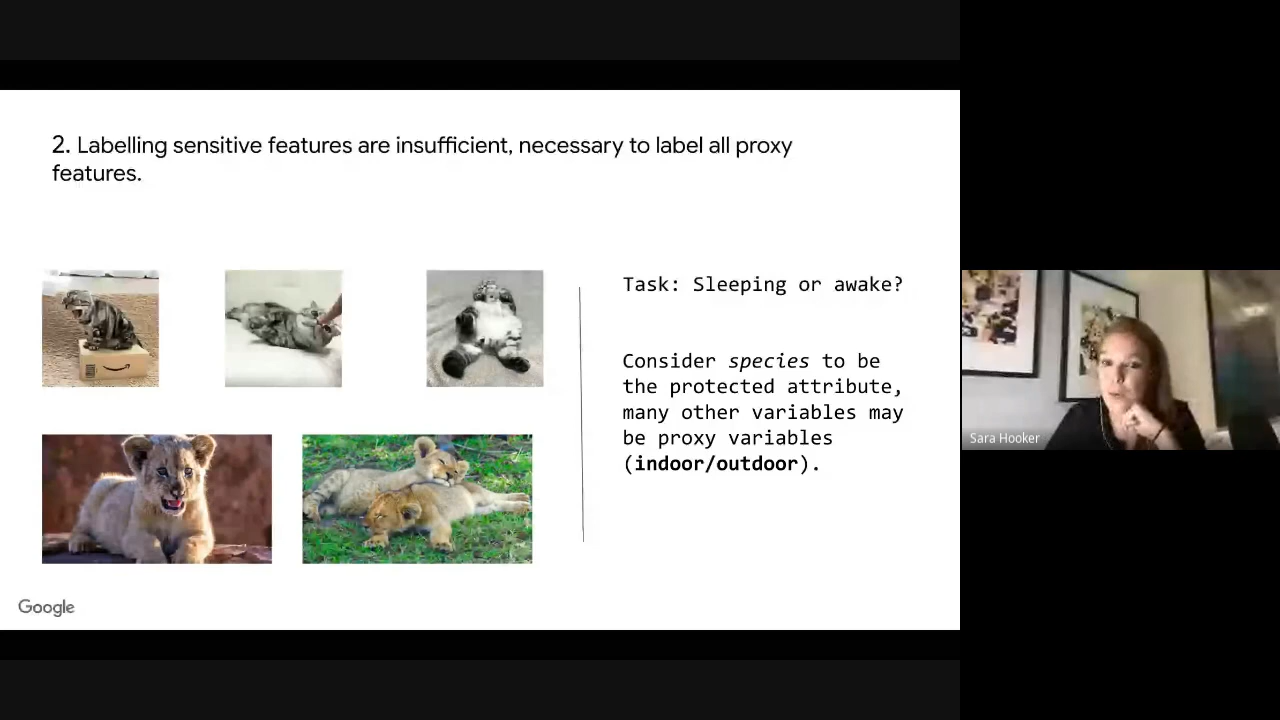 2. Labelling sensitive features are insufficient, necessary to label all proxy
features.
Task: Sleeping or awake?
Consider species to be
the protected attribute,
many other variables may
be proxy variables
(indoor/outdoor).
Sara Hooker
Google